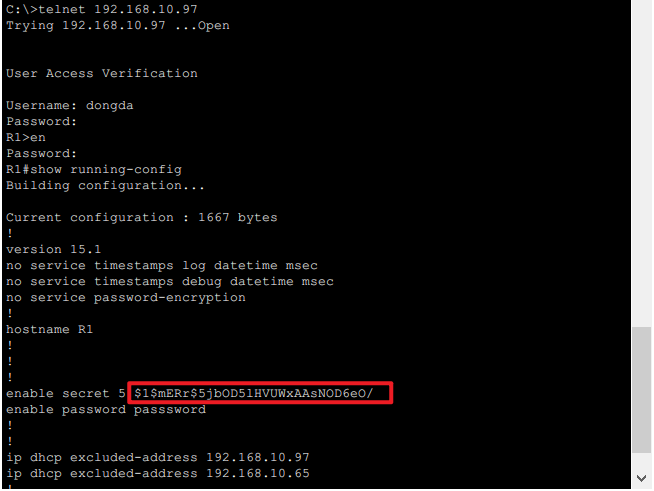 C:\>telnet 192.168.10.97
Trying 192.168.10.97 ...Open
User Access Verification
Username: dongda
Password:
R1>en
Password:
R1#show running-config
Building configuration...
Current configuration : 1667 bytes
!
version 15.1
no service timestamps log datetime msec
no service timestamps debug datetime msec
no service password-encryption
!
hostname R1
!
!
!
enable secret 5 $1$mERr$5jbOD5lHVUWxAAsNOD6eO/
enable password passsword
!
!
ip dhcp excluded-address 192.168.10.97
ip dhcp excluded-address 192.168.10.65
!